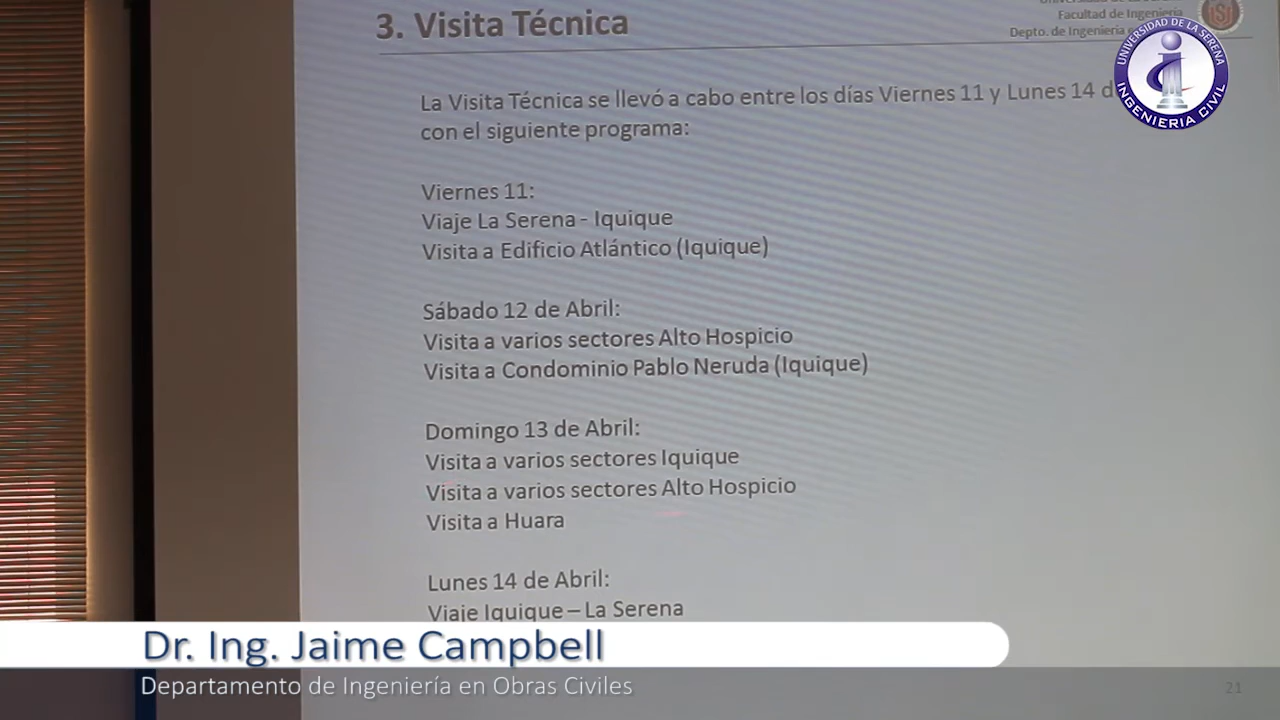 3. Visita Técnica
Facultad de Ingeniería
Depto. de Ingeniería
UNIVERSIDAD DE LA SERENA
INGENIERIA CIVIL
La Visita Técnica se llevó a cabo entre los días Viernes 11 y Lunes 14
con el siguiente programa:
Viernes 11:
Viaje La Serena - Iquique
Visita a Edificio Atlántico (Iquique)
Sábado 12 de Abril:
Visita a varios sectores Alto Hospicio
Visita a Condominio Pablo Neruda (Iquique)
Domingo 13 de Abril:
Visita a varios sectores Iquique
Visita a varios sectores Alto Hospicio
Visita a Huara
Lunes 14 de Abril:
Viaje Iquique – La Serena
Dr. Ing. Jaime Campbell
Departamento de Ingeniería en Obras Civiles
21